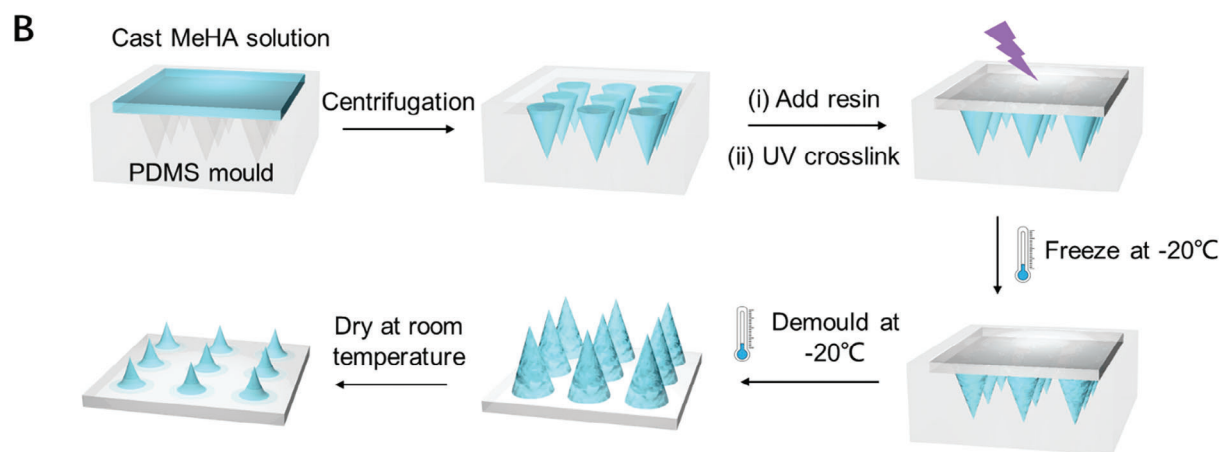 B
Cast MeHA solution
PDMS mould
Centrifugation
(i) Add resin
(ii) UV crosslink
Freeze at -20℃
Demould at
-20℃
Dry at room
temperature